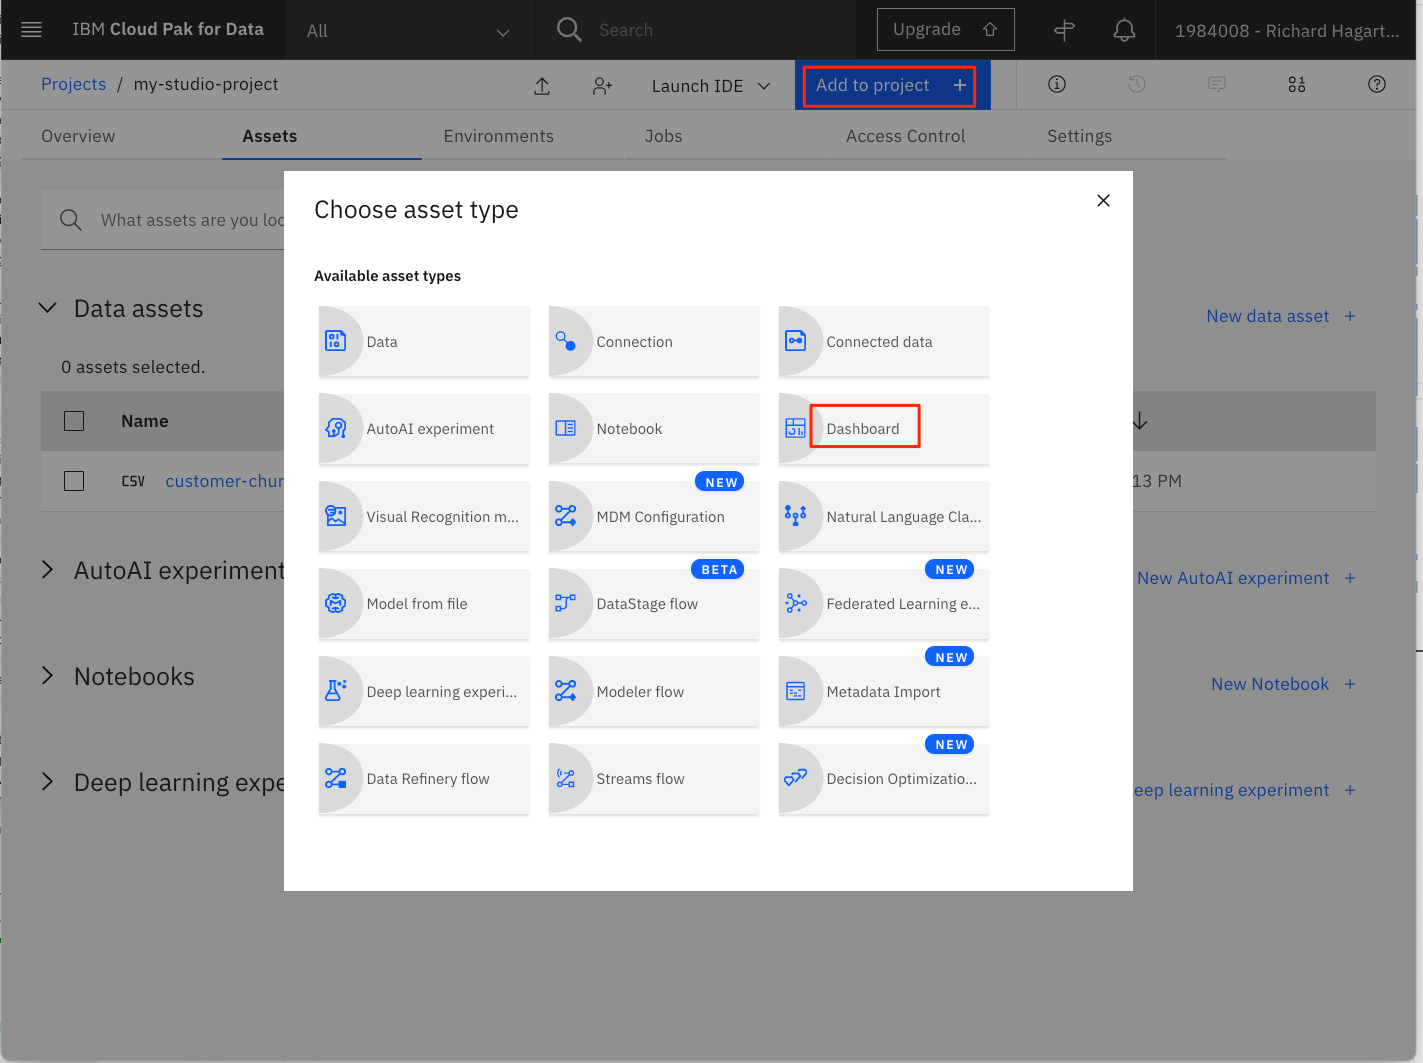 IBM Cloud Pak for Data
All
Search
Upgrade
1984008 - Richard Hagart...
Projects / my-studio-project
Launch IDE
Add to project +
Overview
Assets
Environments
Jobs
Access Control
Settings
What assets are you loc
Choose asset type
Available asset types
Data assets
New data asset +
0 assets selected.
Name
CSV
customer-chur
13 PM
Data
Connection
Connected data
AutoAI experiment
Notebook
Dashboard
NEW
Visual Recognition m...
MDM Configuration
Natural Language Cla...
BETA
NEW
Model from file
DataStage flow
Federated Learning e...
NEW
Deep learning experi...
Modeler flow
Metadata Import
NEW
Data Refinery flow
Streams flow
Decision Optimizatio...
AutoAI experiment
New AutoAI experiment +
Notebooks
New Notebook +
Deep learning expe
eep learning experiment +